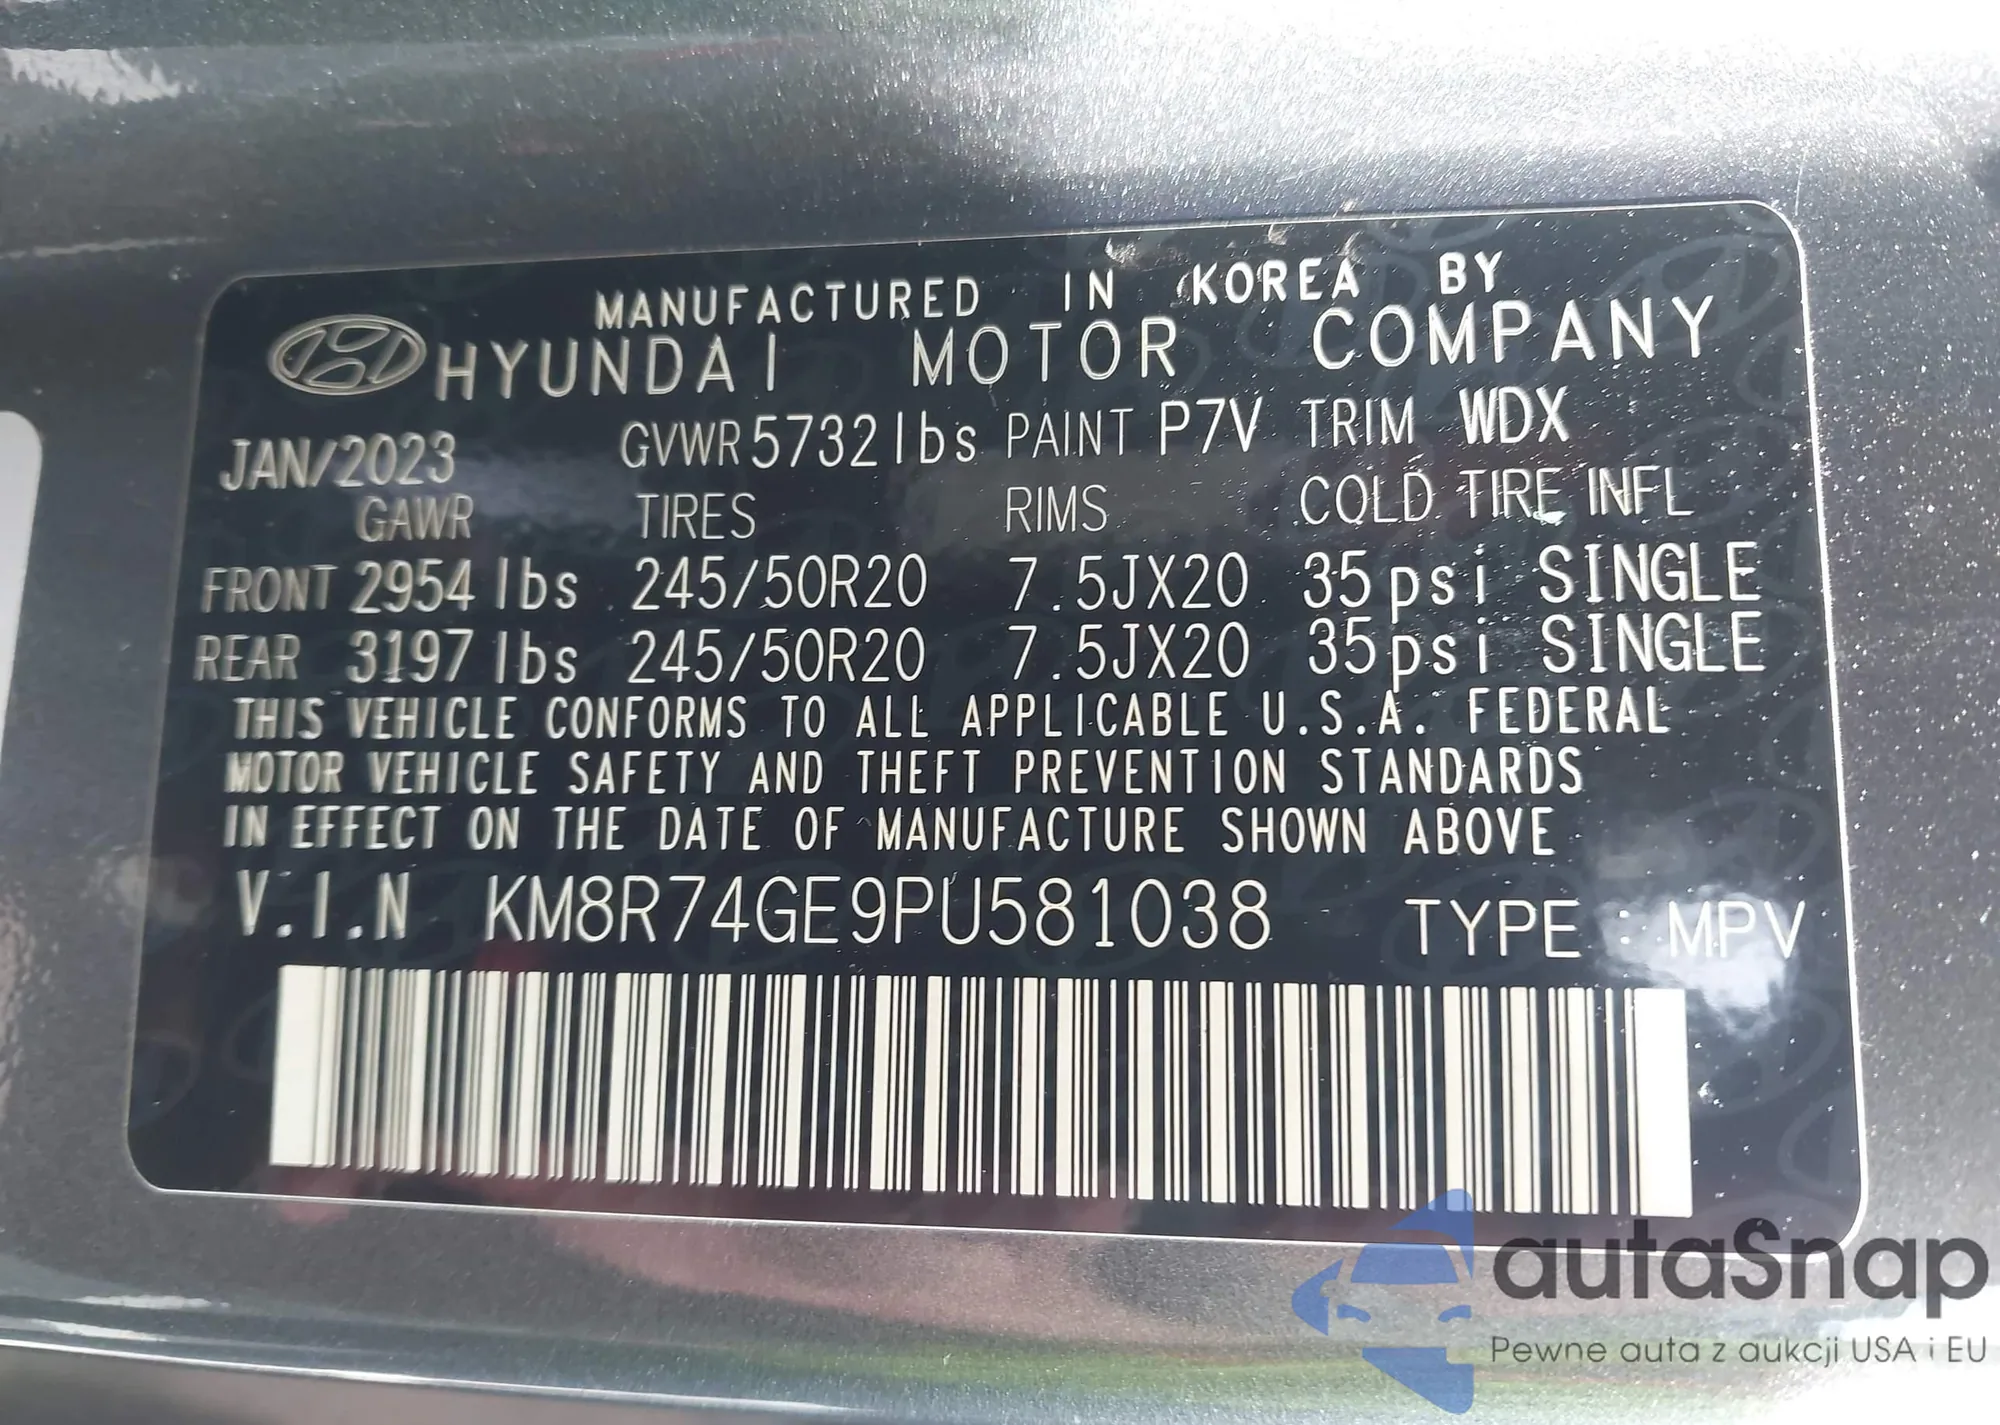 MANUFACTURED IN KOREA BY
HYUNDAI MOTOR COMPANY
JAN/2023 GVWR 5732 lbs PAINT P7V TRIM WDX
GAWR TIRES RIMS COLD TIRE INFL
FRONT 2954 lbs 245/50R20 7.5JX20 35psi SINGLE
REAR 3197 lbs 245/50R20 7.5JX20 35psi SINGLE
THIS VEHICLE CONFORMS TO ALL APPLICABLE U.S.A. FEDERAL
MOTOR VEHICLE SAFETY AND THEFT PREVENTION STANDARDS
IN EFFECT ON THE DATE OF MANUFACTURE SHOWN ABOVE
V.I.N KM8R74GE9PU581038 TYPE : MPV
autaSnap
Pewne auta z aukcji USA i EU